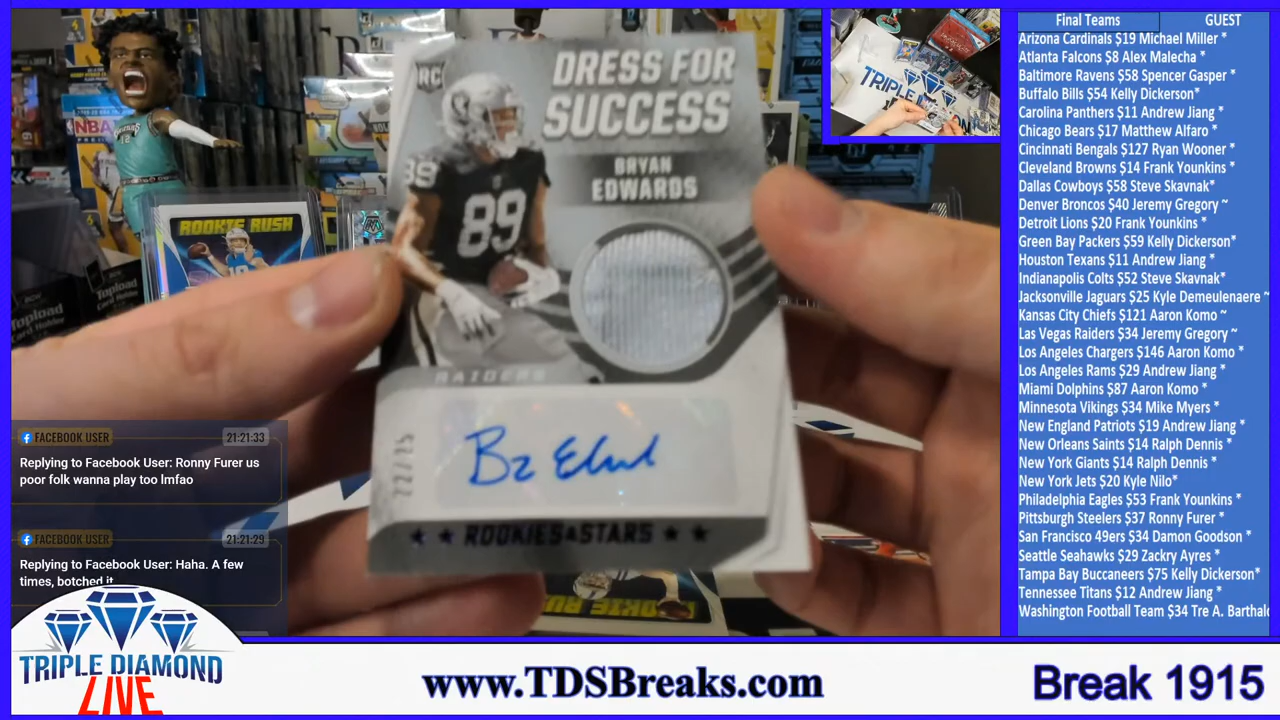 RC
DRESS FOR
SUCCESS
BRYAN
EDWARDS
89
89
RAIDERS
22/25
ROOKIES & STARS
ROOKIE RUSH
NBA
Topload
Card Holder
Topload
Card Holder
TRIPLE
FACEBOOK USER 21:21:33
Replying to Facebook User: Ronny Furer us
poor folk wanna play too lmfao
FACEBOOK USER 21:21:29
Replying to Facebook User: Haha. A few
times, botched it
TRIPLE DIAMOND
LIVE
www.TDSBreaks.com
Break 1915
Final Teams GUEST
Arizona Cardinals $19 Michael Miller *
Atlanta Falcons $8 Alex Malecha *
Baltimore Ravens $58 Spencer Gasper *
Buffalo Bills $54 Kelly Dickerson*
Carolina Panthers $11 Andrew Jiang *
Chicago Bears $17 Matthew Alfaro *
Cincinnati Bengals $127 Ryan Wooner *
Cleveland Browns $14 Frank Younkins *
Dallas Cowboys $58 Steve Skavnak*
Denver Broncos $40 Jeremy Gregory ~
Detroit Lions $20 Frank Younkins *
Green Bay Packers $59 Kelly Dickerson*
Houston Texans $11 Andrew Jiang *
Indianapolis Colts $52 Steve Skavnak*
Jacksonville Jaguars $25 Kyle Demeulenaere ~
Kansas City Chiefs $121 Aaron Komo ~
Las Vegas Raiders $34 Jeremy Gregory ~
Los Angeles Chargers $146 Aaron Komo *
Los Angeles Rams $29 Andrew Jiang *
Miami Dolphins $87 Aaron Komo *
Minnesota Vikings $34 Mike Myers *
New England Patriots $19 Andrew Jiang *
New Orleans Saints $14 Ralph Dennis *
New York Giants $14 Ralph Dennis *
New York Jets $20 Kyle Nilo*
Philadelphia Eagles $53 Frank Younkins *
Pittsburgh Steelers $37 Ronny Furer *
San Francisco 49ers $34 Damon Goodson *
Seattle Seahawks $29 Zackry Ayres *
Tampa Bay Buccaneers $75 Kelly Dickerson*
Tennessee Titans $12 Andrew Jiang *
Washington Football Team $34 Tre A. Barthalo